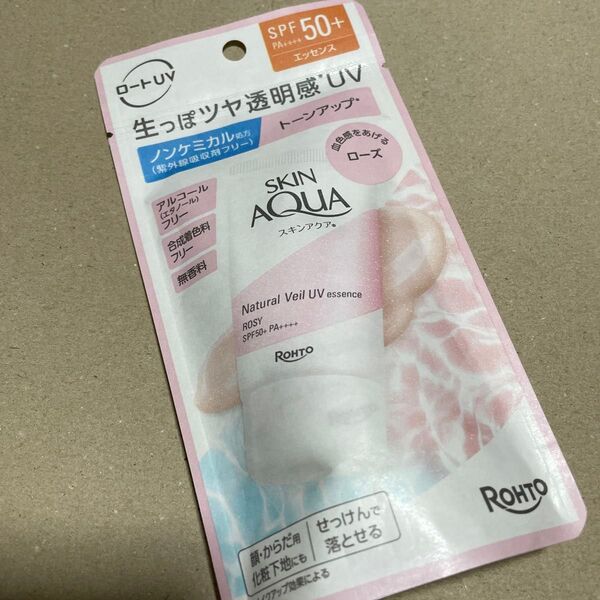 ロートUV
SPF
50+
PA++++
エッセンス
生っぽツヤ透明感*UV
ノンケミカル処方
(紫外線吸収剤フリー)
トーンアップ*
血色感をあげる
ローズ
アルコール
(エタノール)
フリー
合成着色料
フリー
無香料
SKIN
AQUA
スキンアクア®
Natural Veil UV essence
ROSY
SPF50+ PA++++
ROHTO
ROHTO
顔・からだ用
化粧下地にも
せっけんで
落とせる
イクアップ効果による